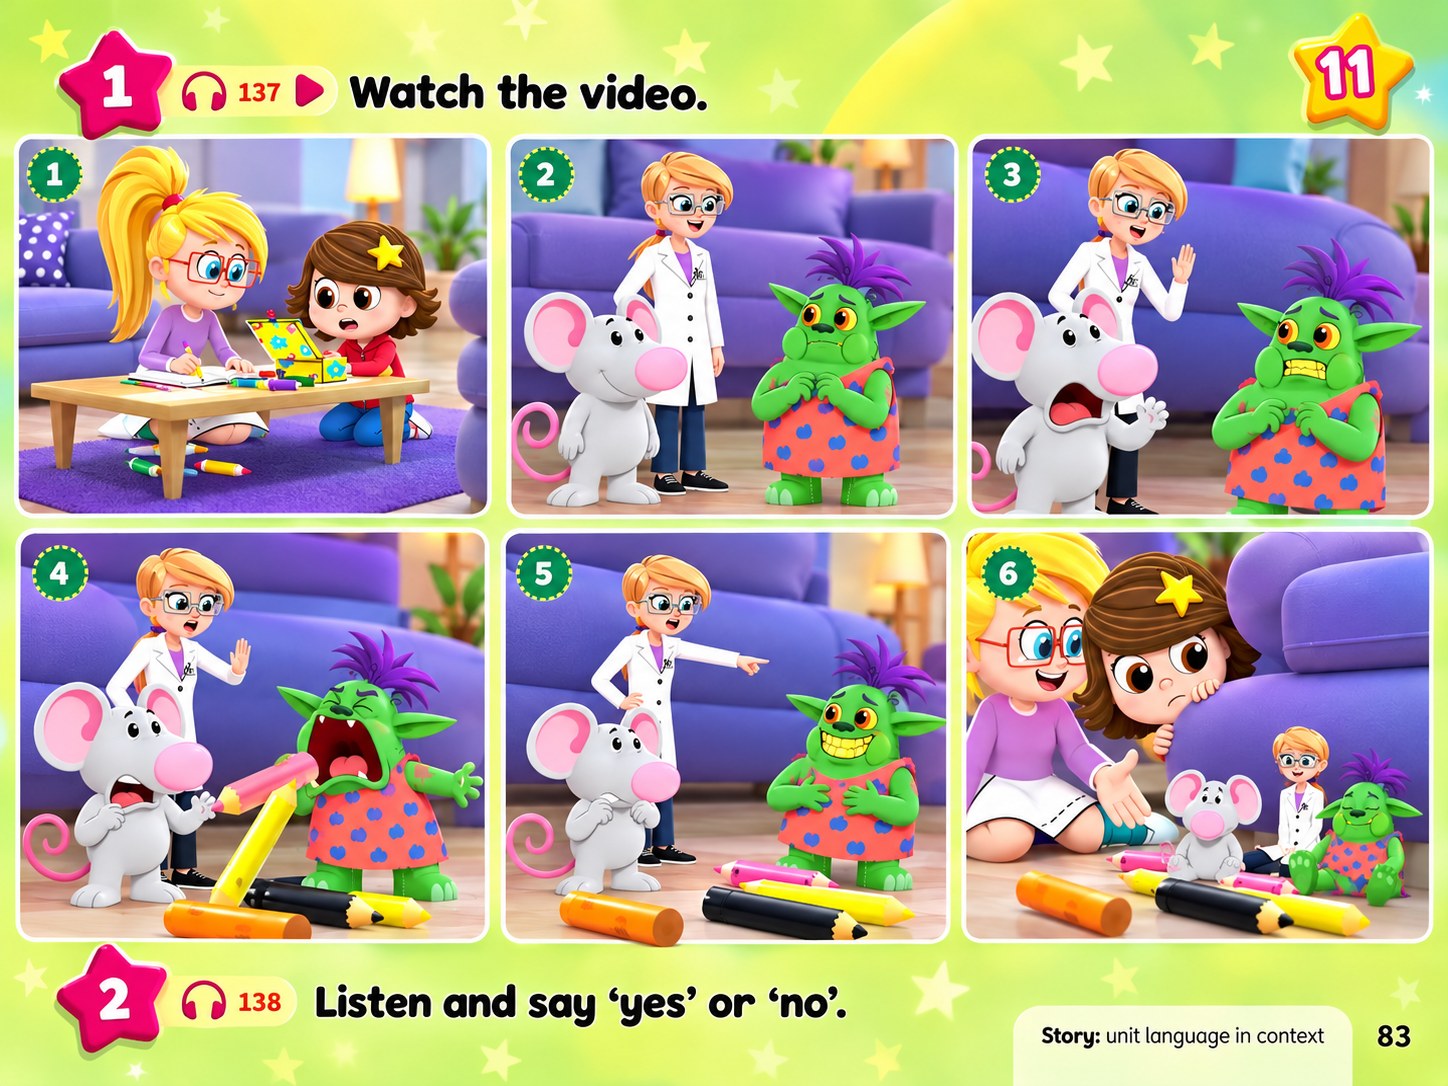 1 137 Watch the video.
11
1
2
3
4
5
6
2 138 Listen and say ‘yes’ or ‘no’.
Story: unit language in context
83